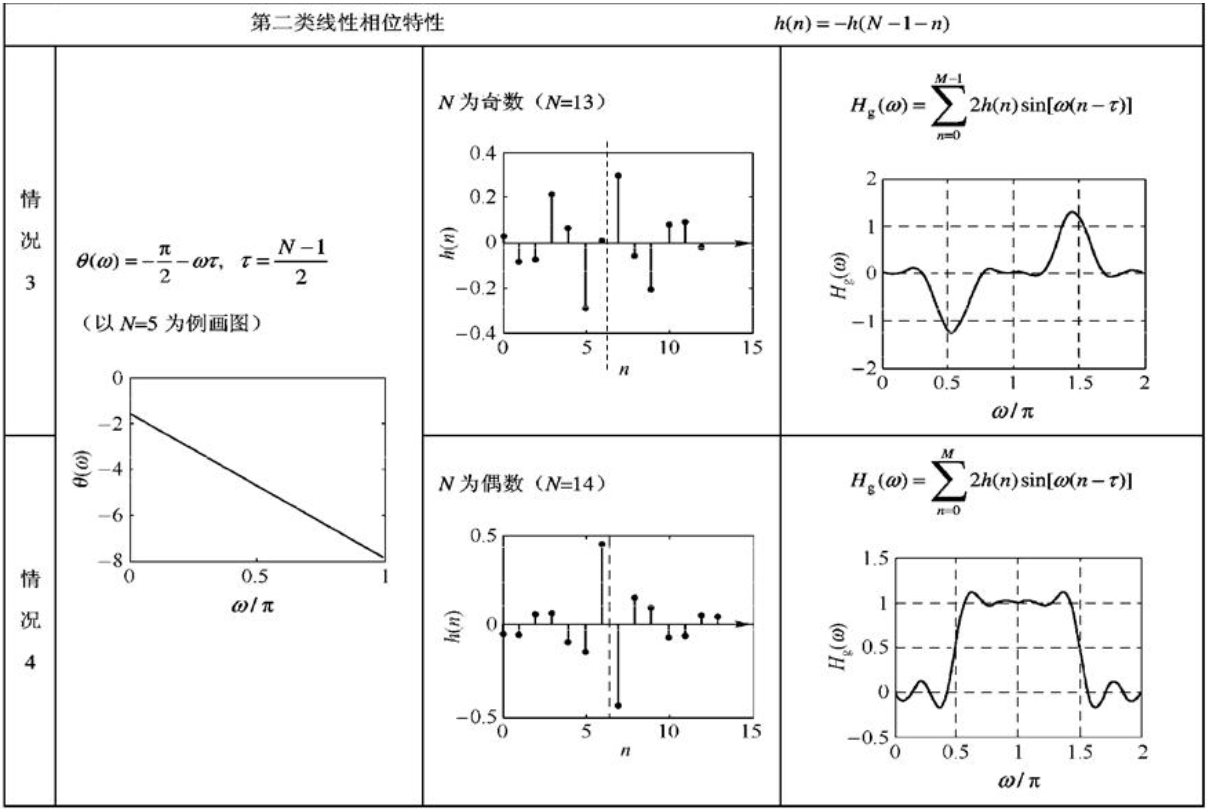 第二类线性相位特性 h(n)=−h(N−1−n)
情
况
3
θ(ω)=−π/2−ωτ, τ=(N−1)/2
（以 N=5 为例画图）
0
−2
−4
−6
−8
θ(ω)
0 0.5 1
ω/π
N 为奇数（N=13）
0.4
0.2
0
−0.2
−0.4
h(n)
0 5 10 15
n
H_g(ω)=∑_{n=0}^{M−1} 2h(n)sin[ω(n−τ)]
2
1
0
−1
−2
H_g(ω)
0 0.5 1 1.5 2
ω/π
情
况
4
N 为偶数（N=14）
0.5
0
−0.5
h(n)
0 5 10 15
n
H_g(ω)=∑_{n=0}^{M} 2h(n)sin[ω(n−τ)]
1.5
1
0.5
0
−0.5
H_g(ω)
0 0.5 1 1.5 2
ω/π